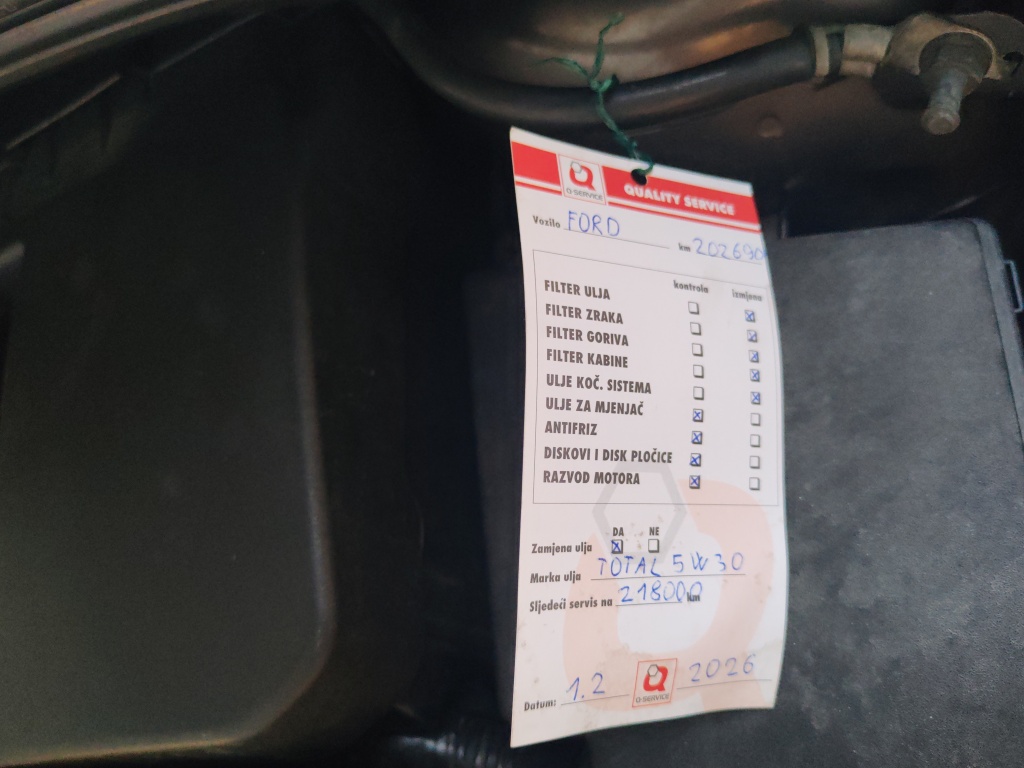 Q-SERVICE QUALITY SERVICE
Vozilo FORD km 202690
kontrola izmjena
FILTER ULJA ☐ ☒
FILTER ZRAKA ☐ ☒
FILTER GORIVA ☐ ☒
FILTER KABINE ☐ ☒
ULJE KOČ. SISTEMA ☐ ☒
ULJE ZA MJENJAČ ☒ ☐
ANTIFRIZ ☒ ☐
DISKOVI I DISK PLOČICE ☒ ☐
RAZVOD MOTORA ☒ ☐
DA NE
Zamjena ulja ☒ ☐
Marka ulja TOTAL 5W30
Sljedeći servis na 218000 km
Datum: 1.2 Q-SERVICE 2026